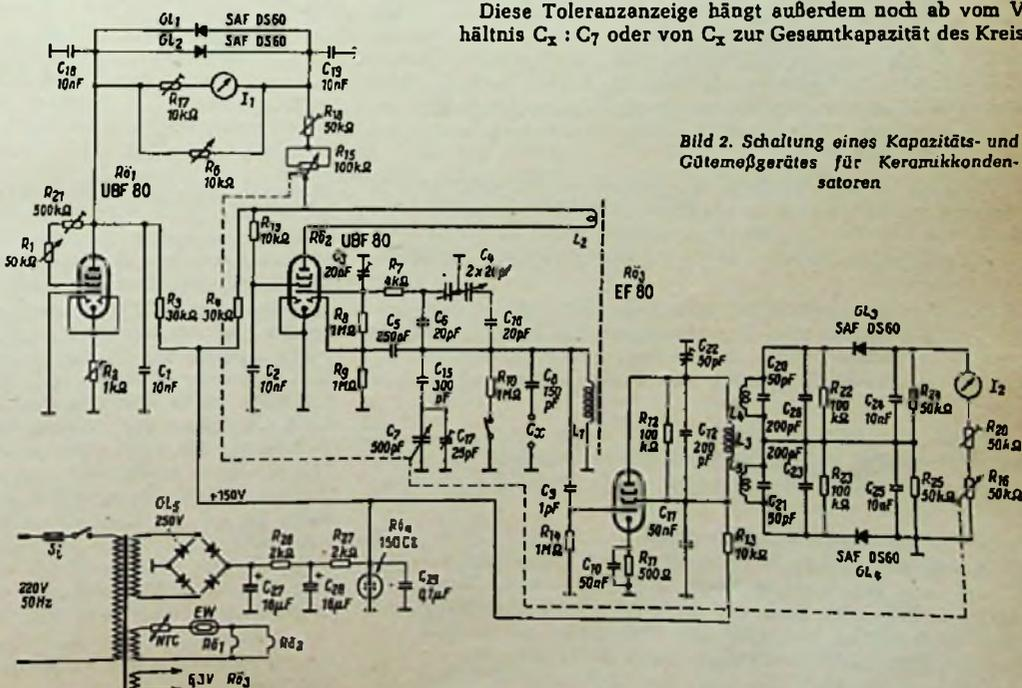 Diese Toleranzanzeige hängt außerdem noch ab vom V
hältnis Cx : C7 oder von Cx zur Gesamtkapazität des Kreis
Bild 2. Schaltung eines Kapazitäts- und
Gütemeßgerätes für Keramikkonden-
satoren
GL1
SAF DS60
GL2
SAF DS60
C18
10nF
C19
10nF
R17
10kΩ
I1
R6
10kΩ
R18
50kΩ
R15
100kΩ
Rö1
UBF 80
R21
500kΩ
R1
50kΩ
R2
1kΩ
C1
10nF
R3
30kΩ
R4
30kΩ
R19
10kΩ
Rö2
UBF 80
C2
10nF
C3
20pF
R7
4kΩ
C4
2x20pF
R8
1MΩ
R9
1MΩ
C5
250pF
C6
20pF
C16
20pF
C15
300
pF
C7
500pF
C17
25pF
R10
1MΩ
C8
150
pF
Cx
L1
L2
Rö3
EF 80
C9
1pF
R14
1MΩ
C10
50nF
R11
500Ω
R12
100
kΩ
C11
50nF
C12
200
pF
C22
50pF
L4
L3
L5
R13
10kΩ
GL3
SAF DS60
C20
50pF
C26
200pF
200pF
C23
C21
50pF
R22
100
kΩ
R23
100
kΩ
C24
10nF
C25
10nF
R24
50kΩ
R25
50kΩ
SAF DS60
GL4
I2
R20
50kΩ
R16
50kΩ
+150V
Si
220V
50Hz
GL5
250V
R26
2kΩ
R27
2kΩ
Rö4
150C2
C27
16µF
C28
16µF
C29
0,1µF
NTC
EW
Rö1
Rö2
6,3V Rö3